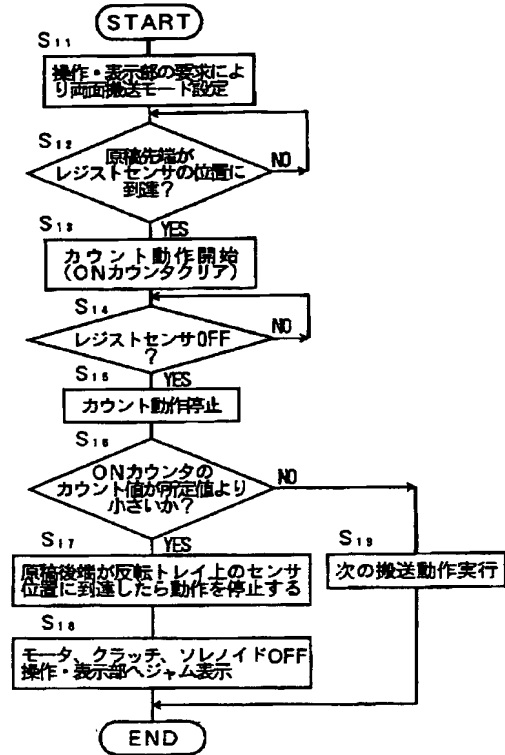 START
S11
操作・表示部の要求によ
り両面搬送モード設定
S12
原稿先端が
レジストセンサの位置に
到達?
NO
S13
YES
カウント動作開始
(ONカウンタクリア)
S14
レジストセンサOFF
?
NO
S15
YES
カウント動作停止
S16
ONカウンタの
カウント値が所定値より
小さいか?
NO
S17
YES
原稿後端が反転トレイ上のセンサ
位置に到達したら動作を停止する
S19
次の搬送動作実行
S18
モータ、クラッチ、ソレノイドOFF
操作・表示部へジャム表示
END